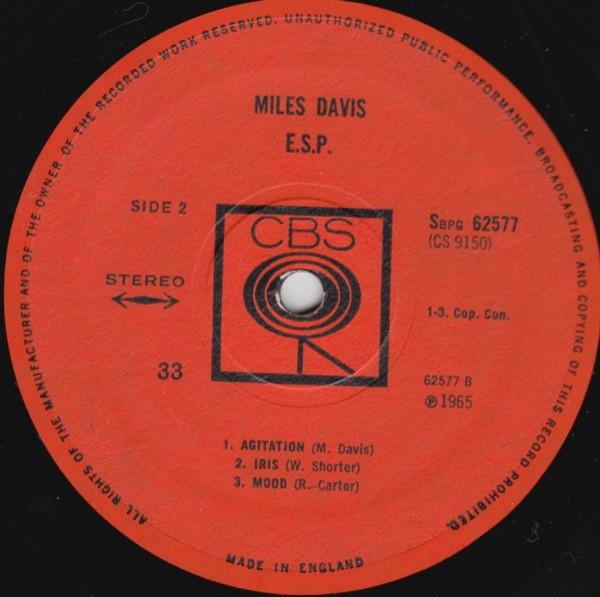 ALL RIGHTS OF THE MANUFACTURER AND OF THE OWNER OF THE RECORDED WORK RESERVED. UNAUTHORIZED PUBLIC PERFORMANCE, BROADCASTING AND COPYING OF THIS RECORD PROHIBITED.
MILES DAVIS
E.S.P.
SIDE 2
CBS
SBPG 62577
(CS 9150)
STEREO
1-3. Cop. Con.
33
62577 B
℗ 1965
1. AGITATION (M. Davis)
2. IRIS (W. Shorter)
3. MOOD (R. Carter)
MADE IN ENGLAND